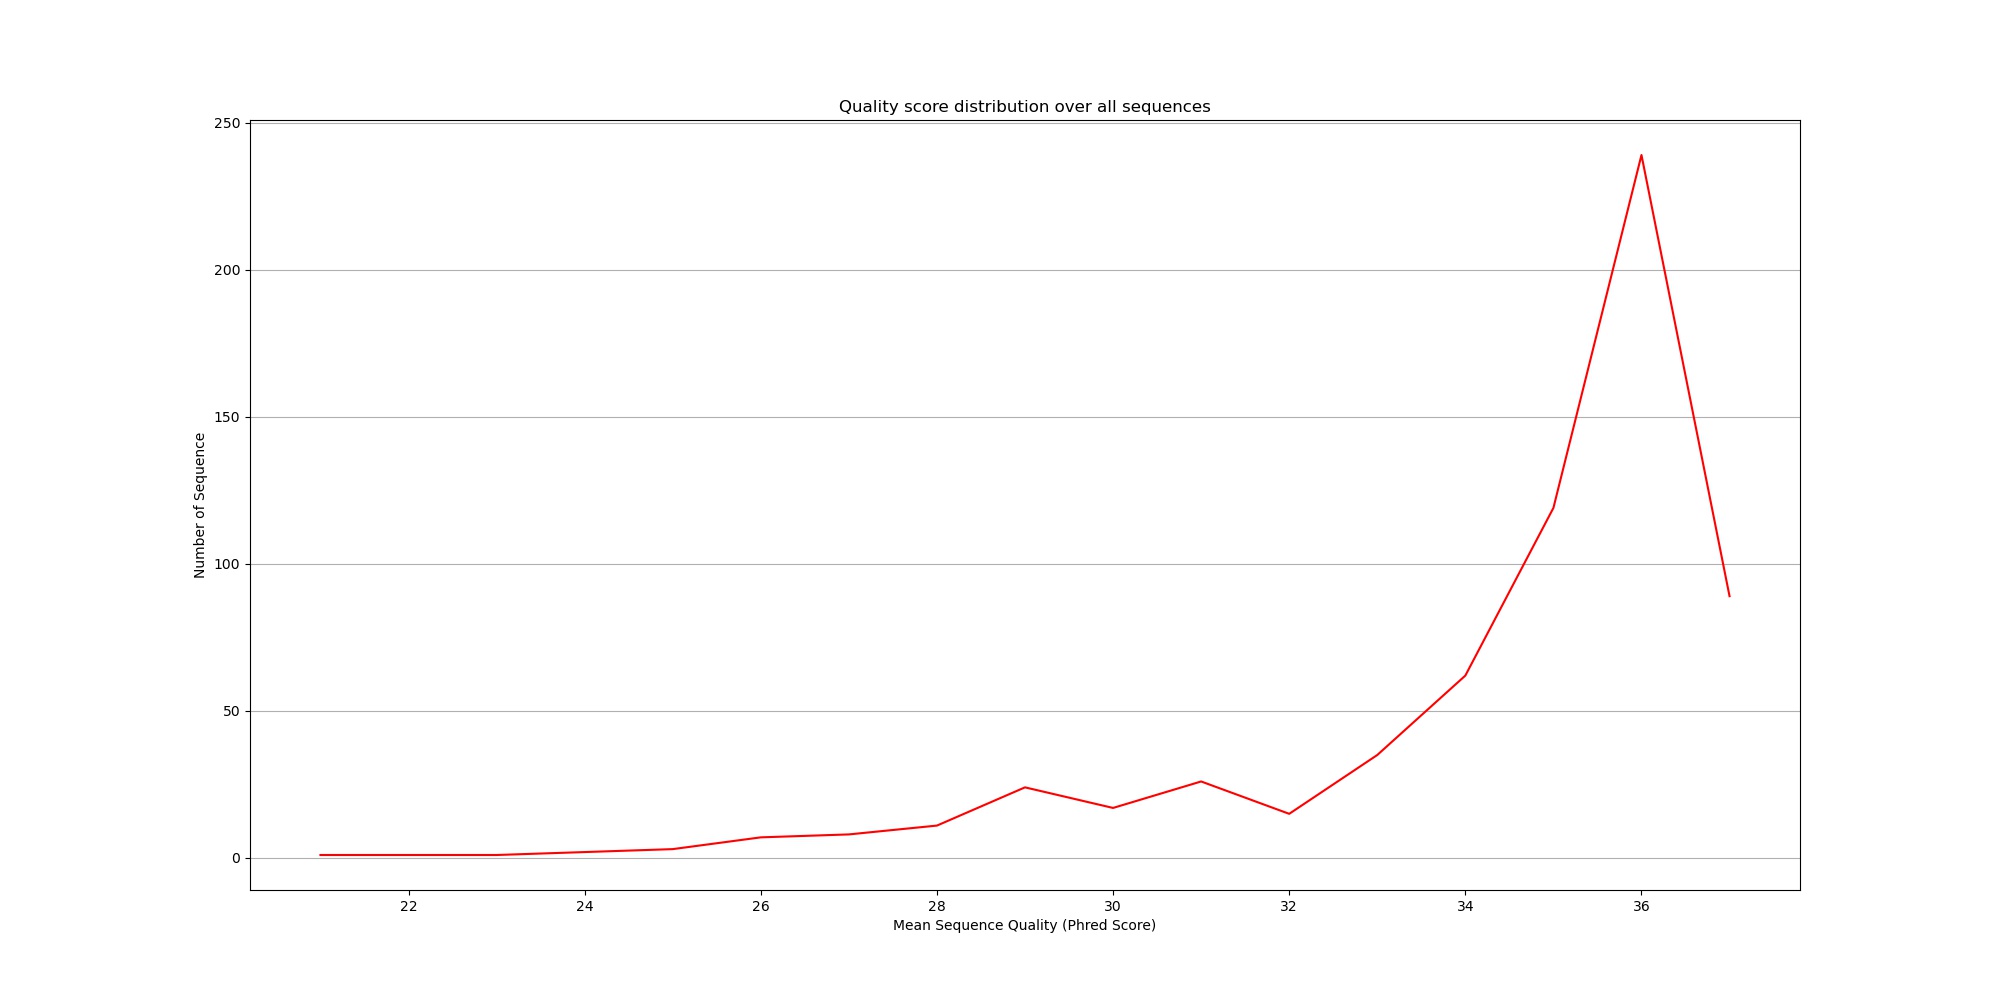 Quality score distribution over all sequences
250
200
150
100
50
0
Number of Sequence
22 24 26 28 30 32 34 36
Mean Sequence Quality (Phred Score)